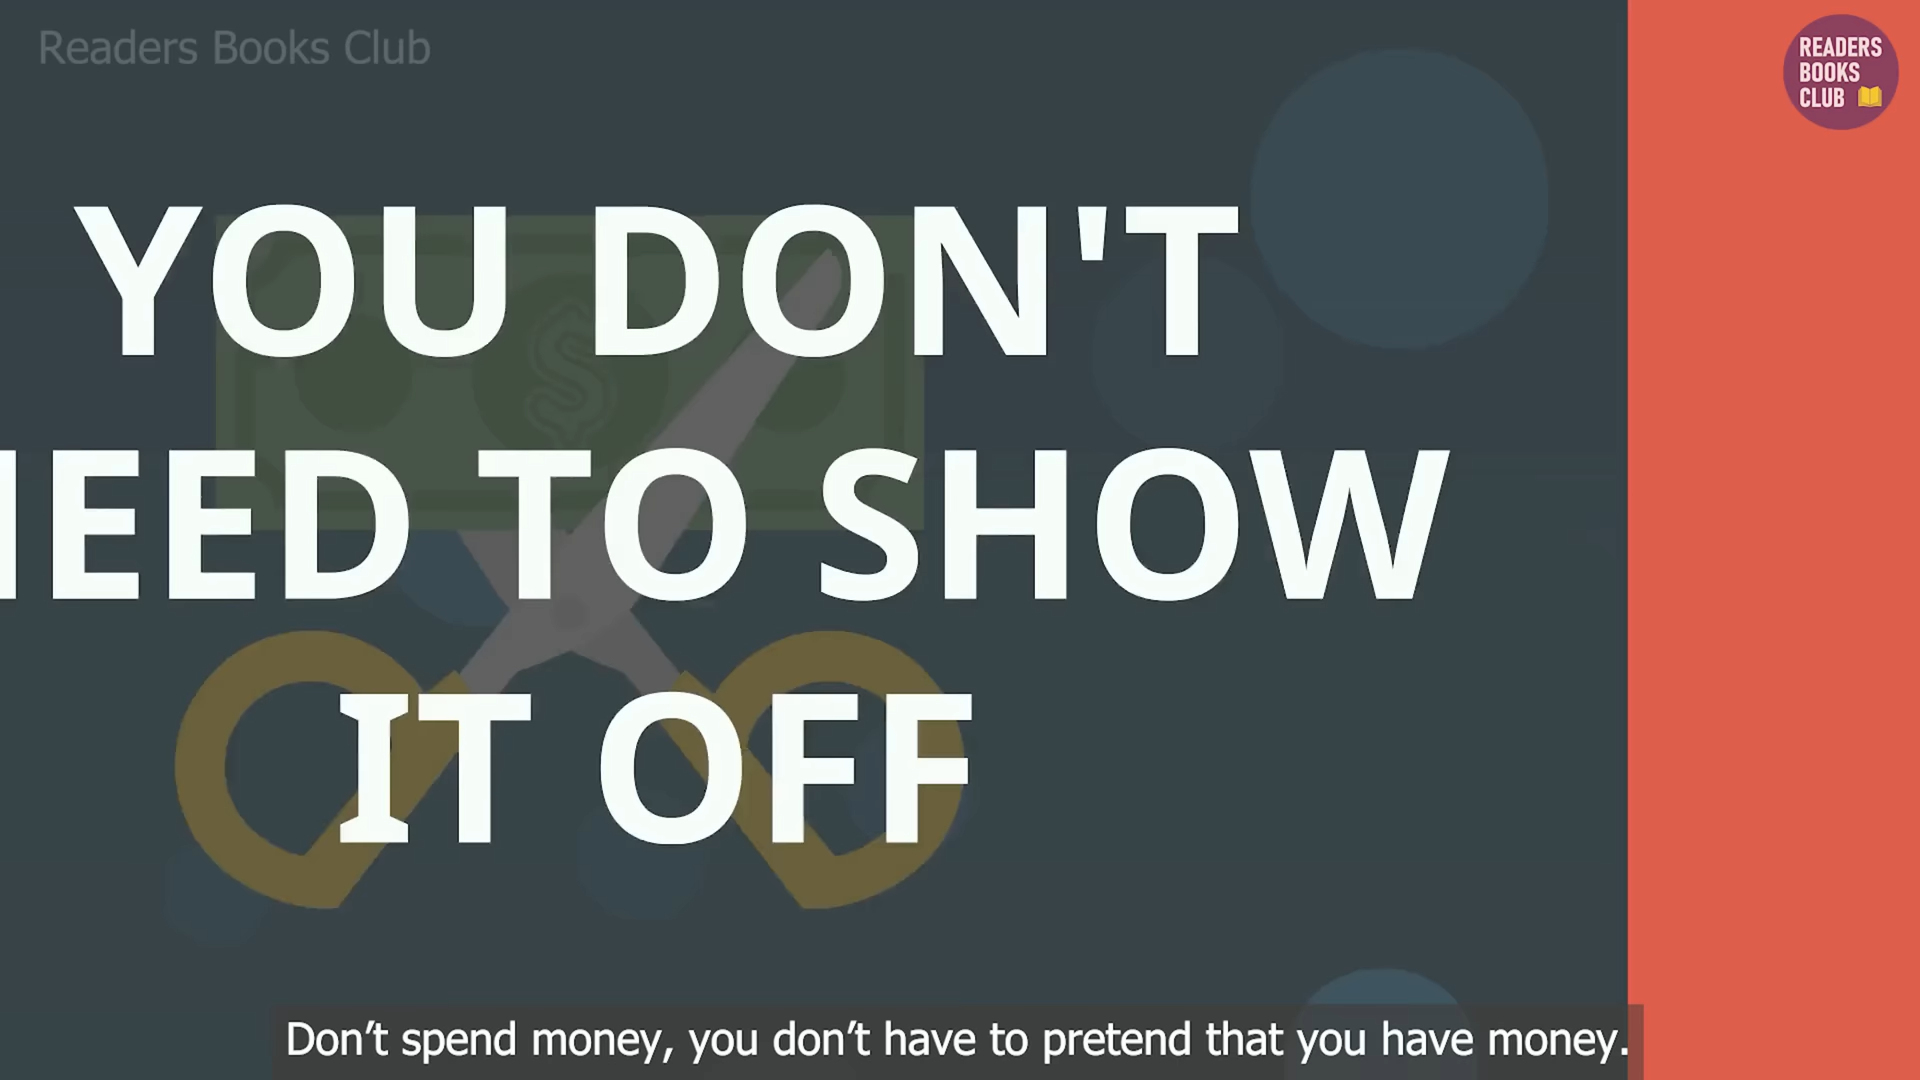 Readers Books Club
READERS
BOOKS
CLUB
YOU DON'T
NEED TO SHOW
IT OFF
Don’t spend money, you don’t have to pretend that you have money.